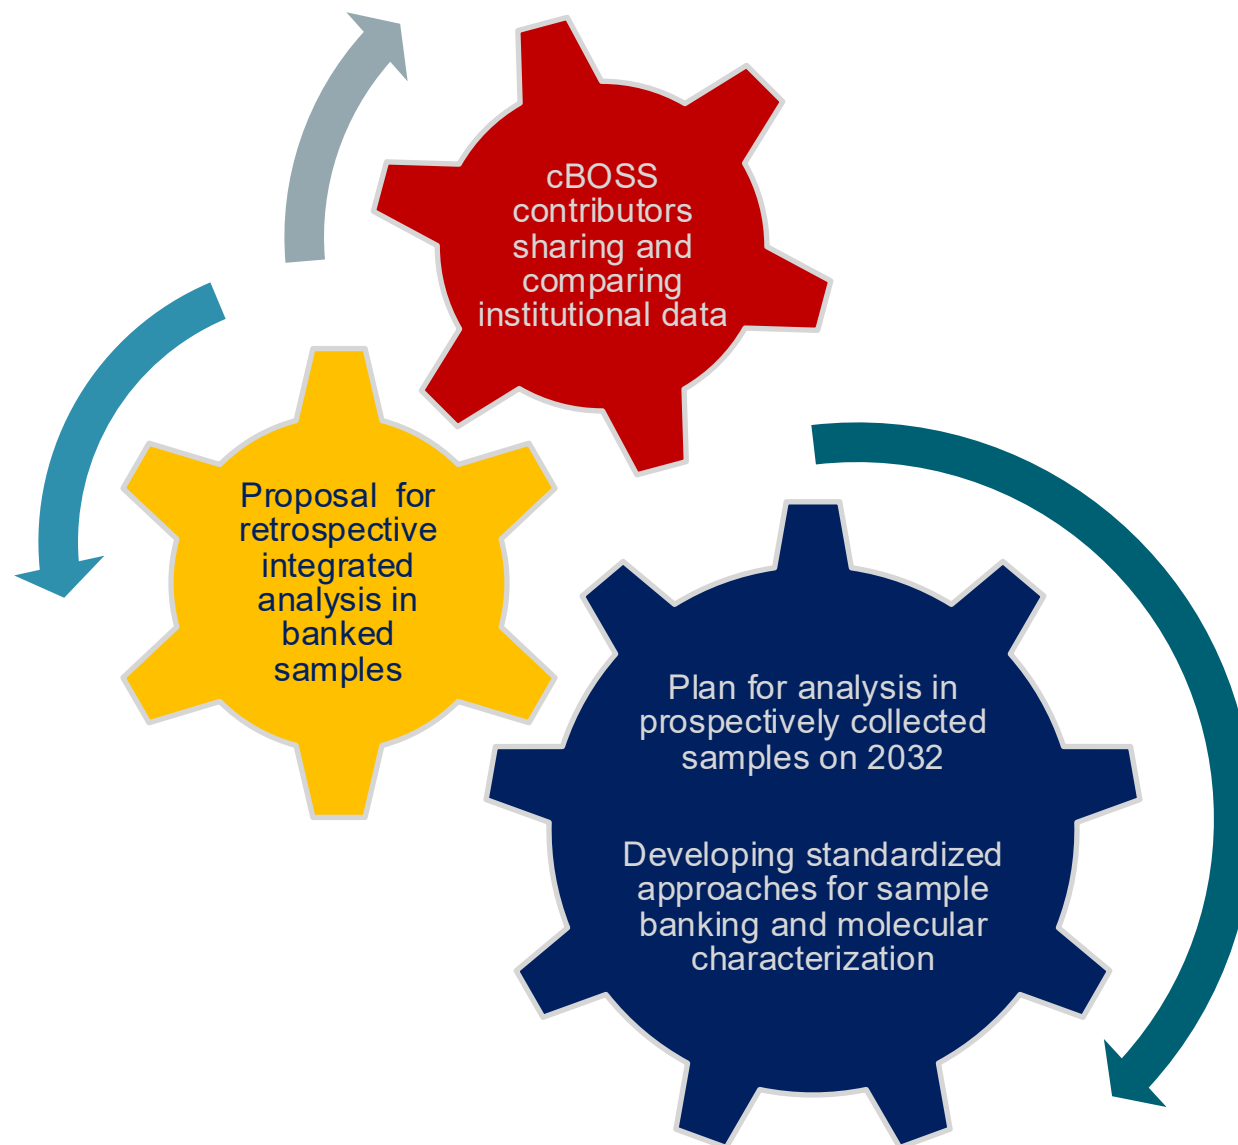 cBOSS
contributors
sharing and
comparing
institutional data
Proposal  for
retrospective
integrated
analysis in
banked
samples
Plan for analysis in
prospectively collected
samples on 2032
Developing standardized
approaches for sample
banking and molecular
characterization